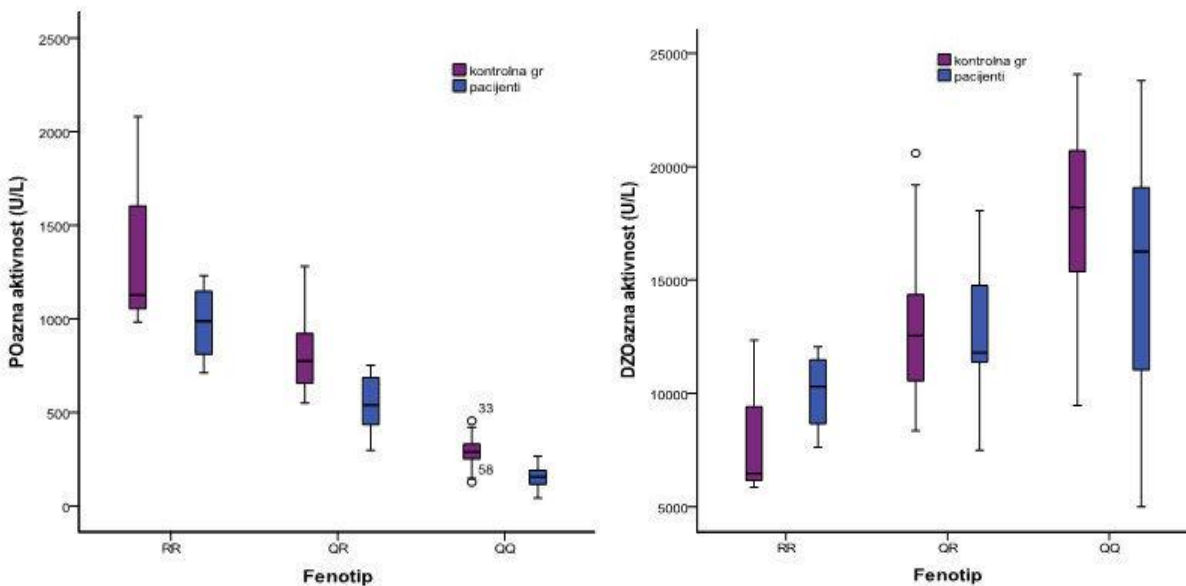 POazna aktivnost (U/L)
2500
2000
1500
1000
500
0
kontrolna gr
pacijenti
33
58
RR
QR
QQ
Fenotip
DZOazna aktivnost (U/L)
25000
20000
15000
10000
5000
kontrolna gr
pacijenti
RR
QR
QQ
Fenotip